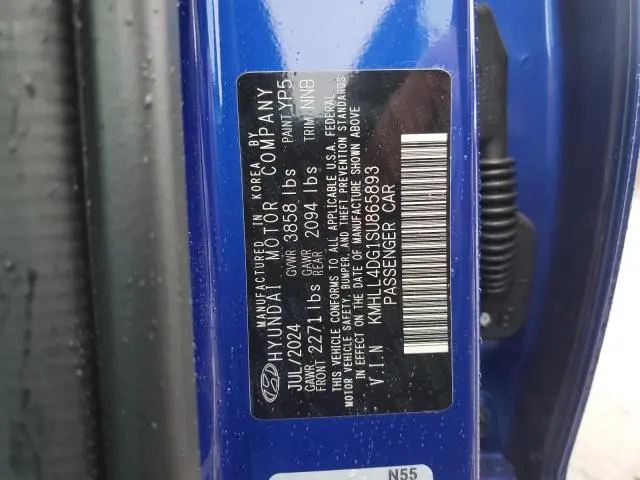 MANUFACTURED IN KOREA BY
HYUNDAI MOTOR COMPANY
JUL/2024 GVWR 3858 lbs PAINT YP5
GAWR FRONT 2271 lbs GAWR REAR 2094 lbs TRIM NNB
THIS VEHICLE CONFORMS TO ALL APPLICABLE U.S.A. FEDERAL
MOTOR VEHICLE SAFETY, BUMPER, AND THEFT PREVENTION STANDARDS
IN EFFECT ON THE DATE OF MANUFACTURE SHOWN ABOVE
V.I.N KMHLL4DG1SU865893
PASSENGER CAR
N55